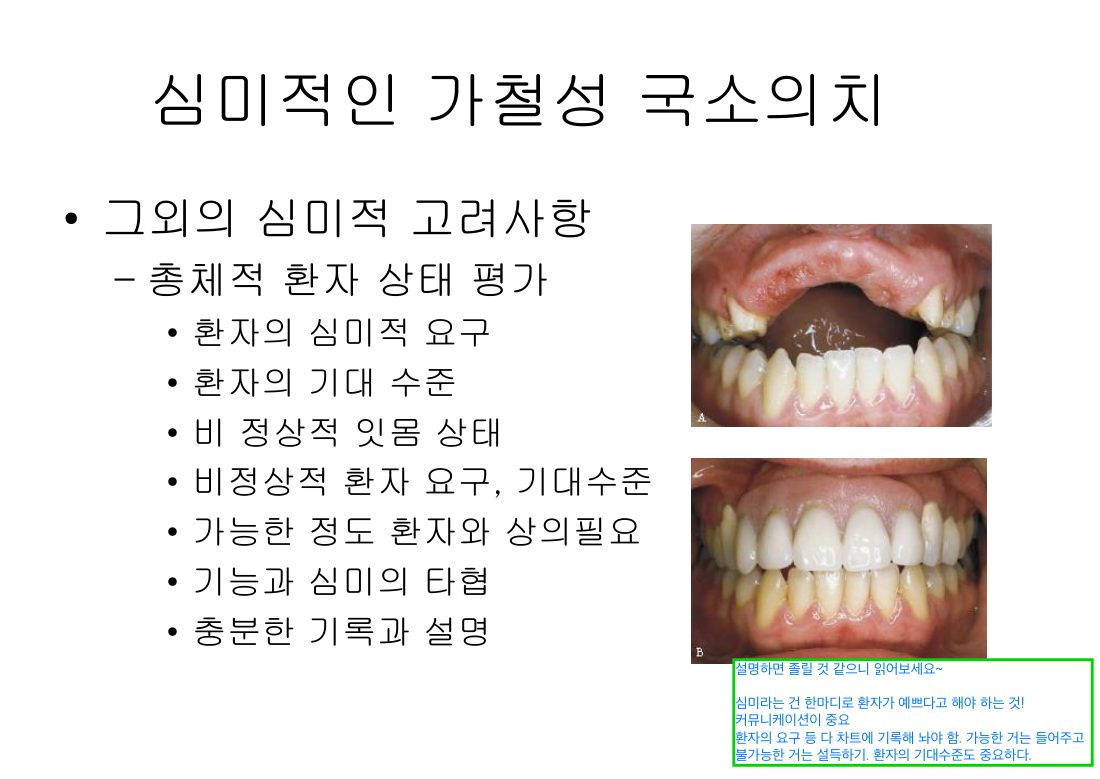 심미적인 가철성 국소의치
• 그외의 심미적 고려사항
– 총체적 환자 상태 평가
• 환자의 심미적 요구
• 환자의 기대 수준
• 비 정상적 잇몸 상태
• 비정상적 환자 요구, 기대수준
• 가능한 정도 환자와 상의필요
• 기능과 심미의 타협
• 충분한 기록과 설명
A
B
설명하면 졸릴 것 같으니 읽어보세요~
심미라는 건 한마디로 환자가 예쁘다고 해야 하는 것!
커뮤니케이션이 중요
환자의 요구 등 다 차트에 기록해 놔야 함. 가능한 거는 들어주고
불가능한 거는 설득하기. 환자의 기대수준도 중요하다.